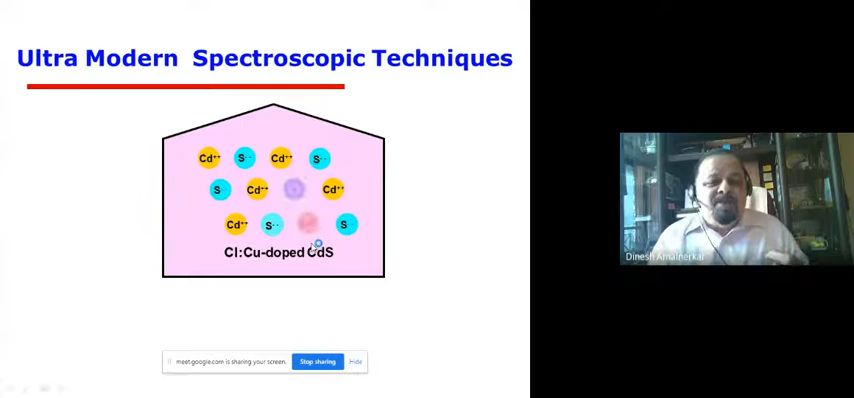 Ultra Modern Spectroscopic Techniques
Cd++ S-- Cd++ S--
S Cd++ Cd++
Cd++ S-- S
Cl:Cu-doped CdS
Dinesh Amalnerkar
meet.google.com is sharing your screen. Stop sharing Hide